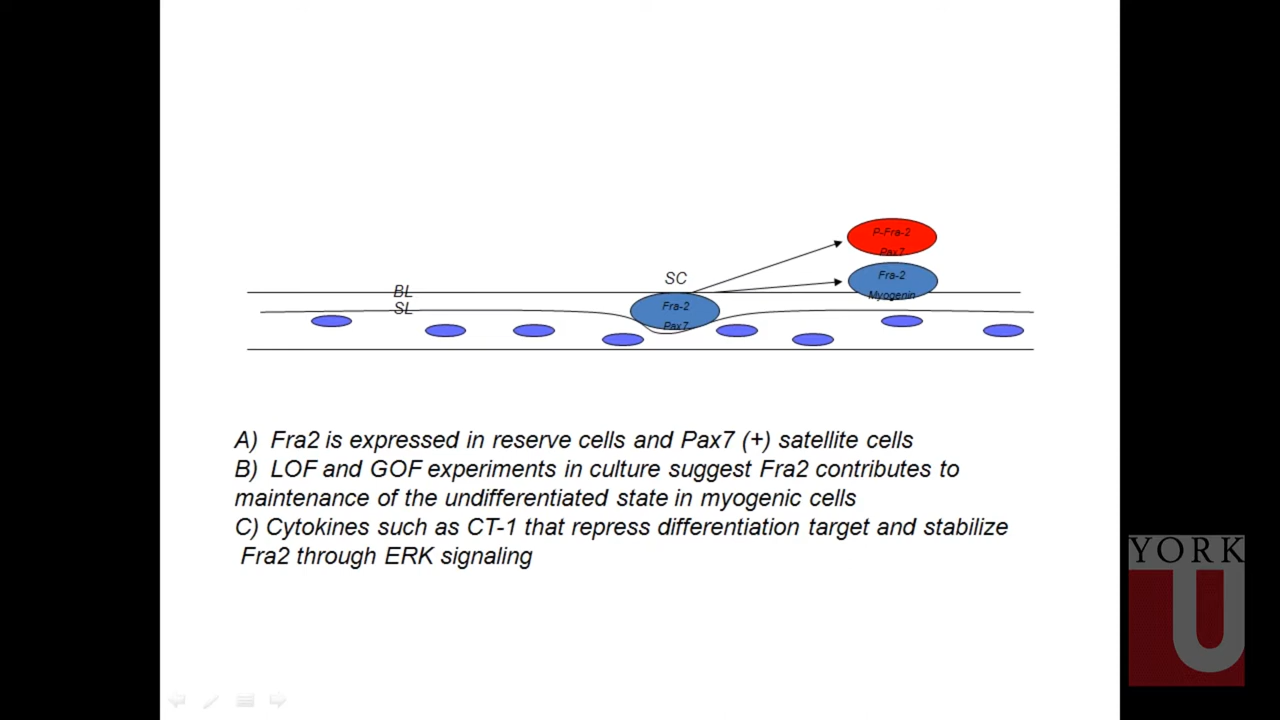 P-Fra-2
Pax7
SC
Fra-2
Myogenin
BL
SL
Fra-2
Pax7
A) Fra2 is expressed in reserve cells and Pax7 (+) satellite cells
B) LOF and GOF experiments in culture suggest Fra2 contributes to
maintenance of the undifferentiated state in myogenic cells
C) Cytokines such as CT-1 that repress differentiation target and stabilize
Fra2 through ERK signaling
YORK
U